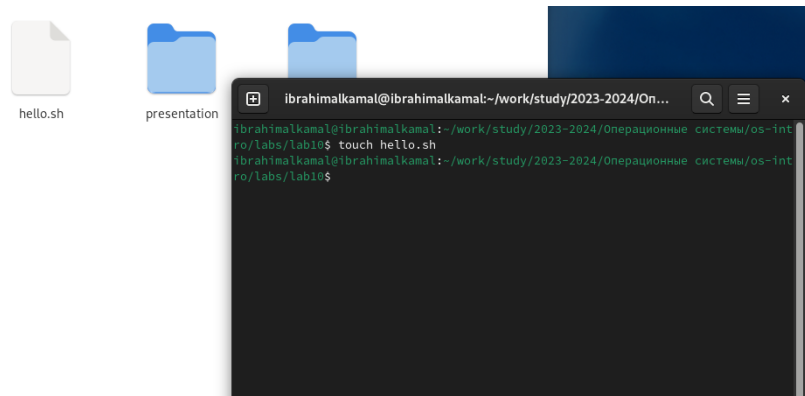 hello.sh
presentation
ibrahimalkamal@ibrahimalkamal:~/work/study/2023-2024/Оп...
ibrahimalkamal@ibrahimalkamal:~/work/study/2023-2024/Операционные системы/os-int
ro/labs/lab10$ touch hello.sh
ibrahimalkamal@ibrahimalkamal:~/work/study/2023-2024/Операционные системы/os-int
ro/labs/lab10$